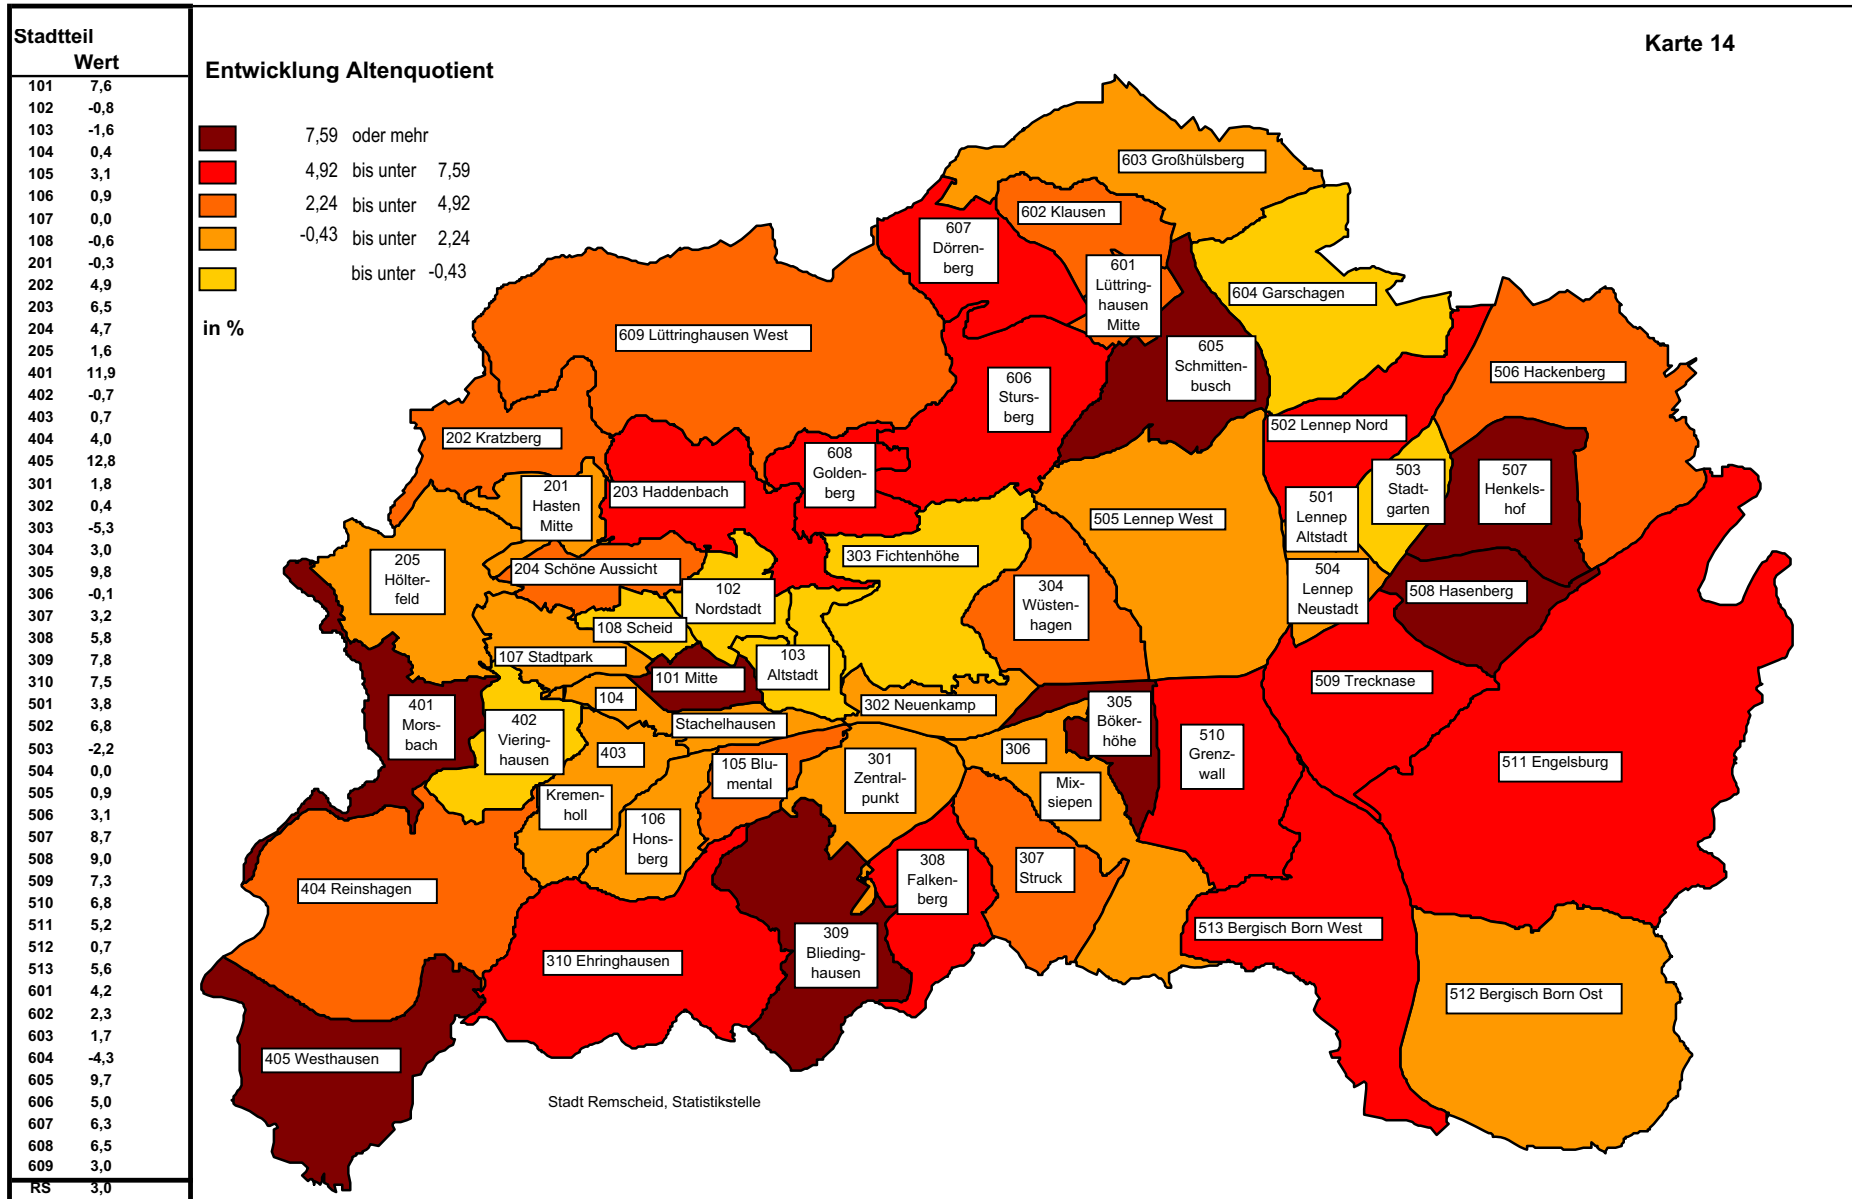 Stadtteil
Wert
101 7,6
102 -0,8
103 -1,6
104 0,4
105 3,1
106 0,9
107 0,0
108 -0,6
201 -0,3
202 4,9
203 6,5
204 4,7
205 1,6
401 11,9
402 -0,7
403 0,7
404 4,0
405 12,8
301 1,8
302 0,4
303 -5,3
304 3,0
305 9,8
306 -0,1
307 3,2
308 5,8
309 7,8
310 7,5
501 3,8
502 6,8
503 -2,2
504 0,0
505 0,9
506 3,1
507 8,7
508 9,0
509 7,3
510 6,8
511 5,2
512 0,7
513 5,6
601 4,2
602 2,3
603 1,7
604 -4,3
605 9,7
606 5,0
607 6,3
608 6,5
609 3,0
RS 3,0
Karte 14
Entwicklung Altenquotient
7,59 oder mehr
4,92 bis unter 7,59
2,24 bis unter 4,92
-0,43 bis unter 2,24
bis unter -0,43
in %
603 Großhülsberg
602 Klausen
607
Dörren-
berg
601
Lüttring-
hausen
Mitte
604 Garschagen
609 Lüttringhausen West
605
Schmitten-
busch
606
Sturs-
berg
506 Hackenberg
502 Lennep Nord
202 Kratzberg
608
Golden-
berg
503
Stadt-
garten
507
Henkels-
hof
201
Hasten
Mitte
203 Haddenbach
501
Lennep
Altstadt
505 Lennep West
205
Hölter-
feld
204 Schöne Aussicht
303 Fichtenhöhe
102
Nordstadt
304
Wüsten-
hagen
504
Lennep
Neustadt
508 Hasenberg
108 Scheid
107 Stadtpark
101 Mitte
103
Altstadt
509 Trecknase
104
Stachelhausen
302 Neuenkamp
305
Böker-
höhe
401
Mors-
bach
402
Viering-
hausen
403
Kremen-
holl
105 Blu-
mental
301
Zentral-
punkt
306
Mix-
siepen
510
Grenz-
wall
511 Engelsburg
106
Hons-
berg
404 Reinshagen
308
Falken-
berg
307
Struck
309
Blieding-
hausen
310 Ehringhausen
513 Bergisch Born West
512 Bergisch Born Ost
405 Westhausen
Stadt Remscheid, Statistikstelle